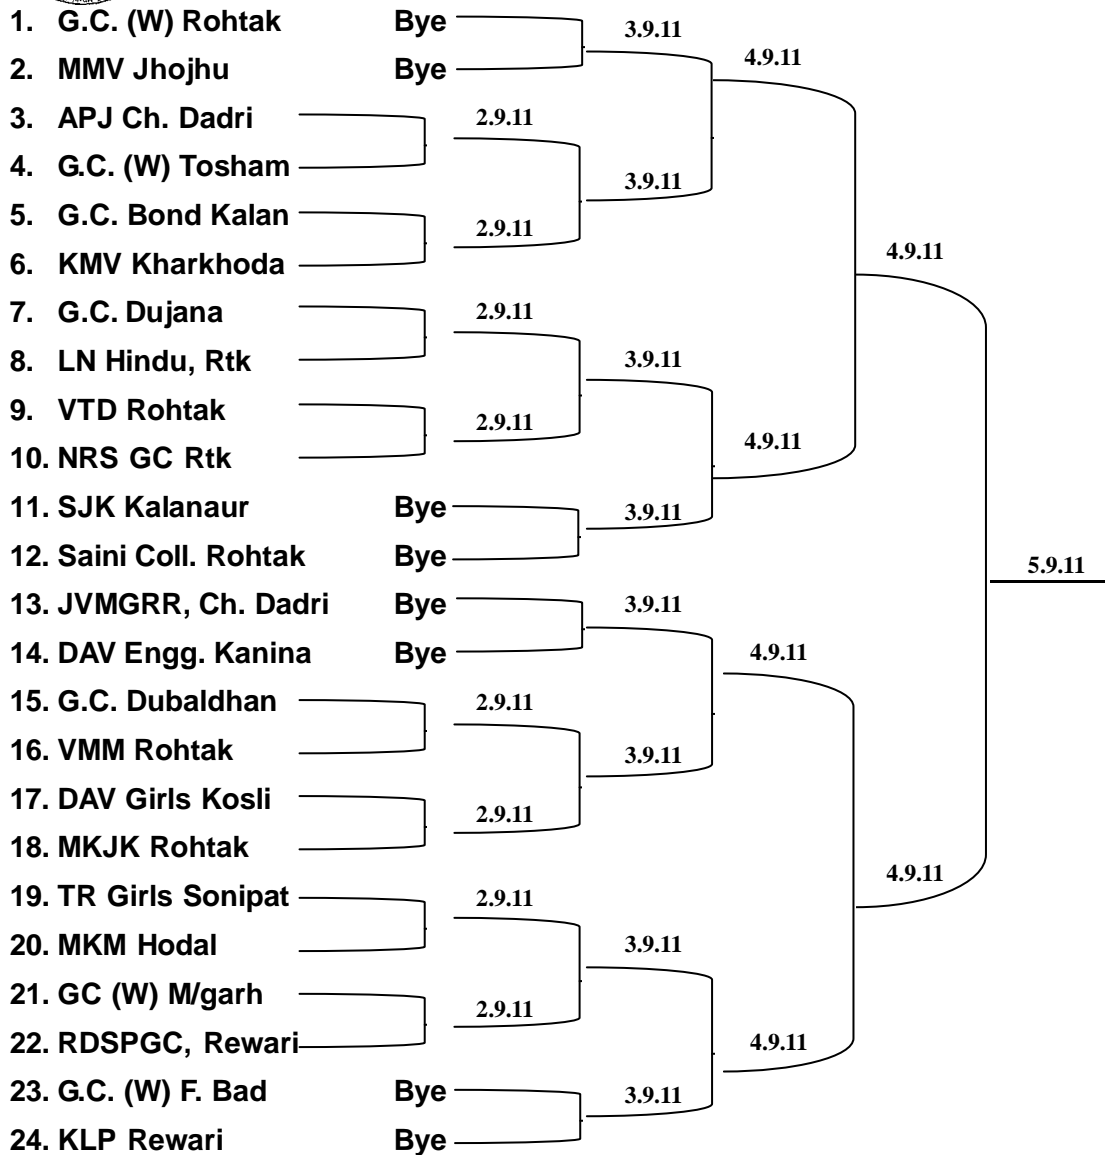 1. G.C. (W) Rohtak Bye 3.9.11
4.9.11
2. MMV Jhojhu Bye
3. APJ Ch. Dadri 2.9.11
4. G.C. (W) Tosham 3.9.11
5. G.C. Bond Kalan 2.9.11
4.9.11
6. KMV Kharkhoda
7. G.C. Dujana 2.9.11
8. LN Hindu, Rtk 3.9.11
9. VTD Rohtak 2.9.11
4.9.11
10. NRS GC Rtk
11. SJK Kalanaur Bye 3.9.11
12. Saini Coll. Rohtak Bye
5.9.11
13. JVMGRR, Ch. Dadri Bye 3.9.11
14. DAV Engg. Kanina Bye 4.9.11
15. G.C. Dubaldhan 2.9.11
16. VMM Rohtak 3.9.11
17. DAV Girls Kosli 2.9.11
18. MKJK Rohtak
4.9.11
19. TR Girls Sonipat 2.9.11
20. MKM Hodal 3.9.11
21. GC (W) M/garh 2.9.11
22. RDSPGC, Rewari 4.9.11
23. G.C. (W) F. Bad Bye 3.9.11
24. KLP Rewari Bye